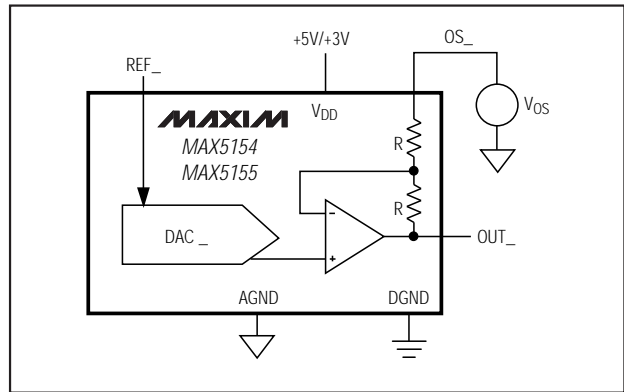 +5V/+3V
OS_
REF_
VOS
VDD
MAXIM
MAX5154
MAX5155
R
R
−
+
DAC _
OUT_
AGND
DGND